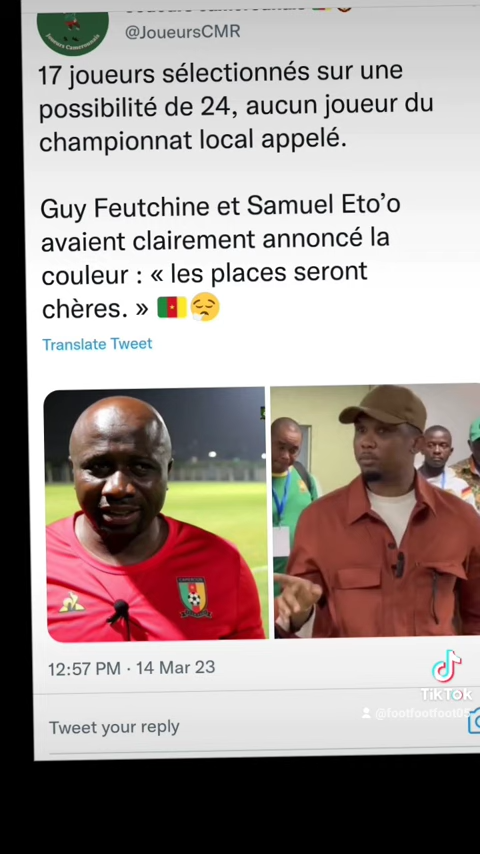 @JoueursCMR
17 joueurs sélectionnés sur une
possibilité de 24, aucun joueur du
championnat local appelé.
Guy Feutchine et Samuel Eto’o
avaient clairement annoncé la
couleur : « les places seront
chères. » 🇨🇲😮‍💨
Translate Tweet
12:57 PM · 14 Mar 23
TikTok
Tweet your reply